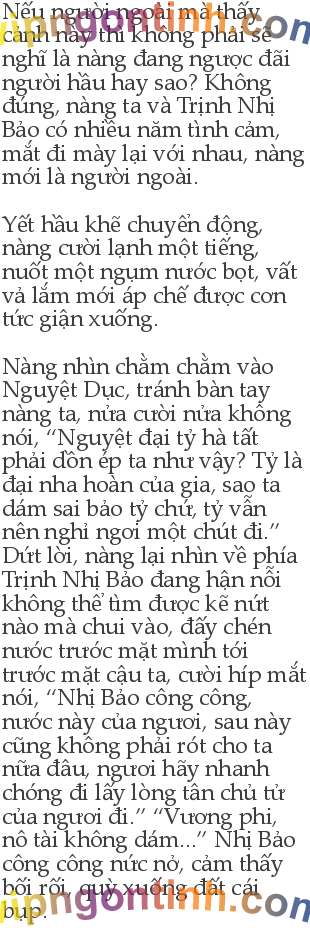 Nếu người ngoài mà thấy
cảnh này thì không phải sẽ
nghĩ là nàng đang ngược đãi
người hầu hay sao? Không
đúng, nàng ta và Trịnh Nhị
Bảo có nhiều năm tình cảm,
mắt đi mày lại với nhau, nàng
mới là người ngoài.
Yết hầu khẽ chuyển động,
nàng cười lạnh một tiếng,
nuốt một ngụm nước bọt, vất
vả lắm mới áp chế được cơn
tức giận xuống.
Nàng nhìn chằm chằm vào
Nguyệt Dục, tránh bàn tay
nàng ta, nửa cười nửa không
nói, “Nguyệt đại tỷ hà tất
phải dồn ép ta như vậy? Tỷ là
đại nha hoàn của gia, sao ta
dám sai bảo tỷ chứ, tỷ vẫn
nên nghỉ ngơi một chút đi.”
Dứt lời, nàng lại nhìn về phía
Trịnh Nhị Bảo đang hận nỗi
không thể tìm được kẽ nứt
nào mà chui vào, đẩy chén
nước trước mặt mình tới
trước mặt cậu ta, cười híp mắt
nói, “Nhị Bảo công công,
nước này của ngươi, sau này
cũng không phải rót cho ta
nữa đâu, ngươi hãy nhanh
chóng đi lấy lòng tân chủ tử
của ngươi đi.” “Vương phi,
nô tài không dám...” Nhị Bảo
công công nức nở, cảm thấy
bối rối, quỳ xuống đất cái
bụp.
vupngontinh.com
vupngontinh.com